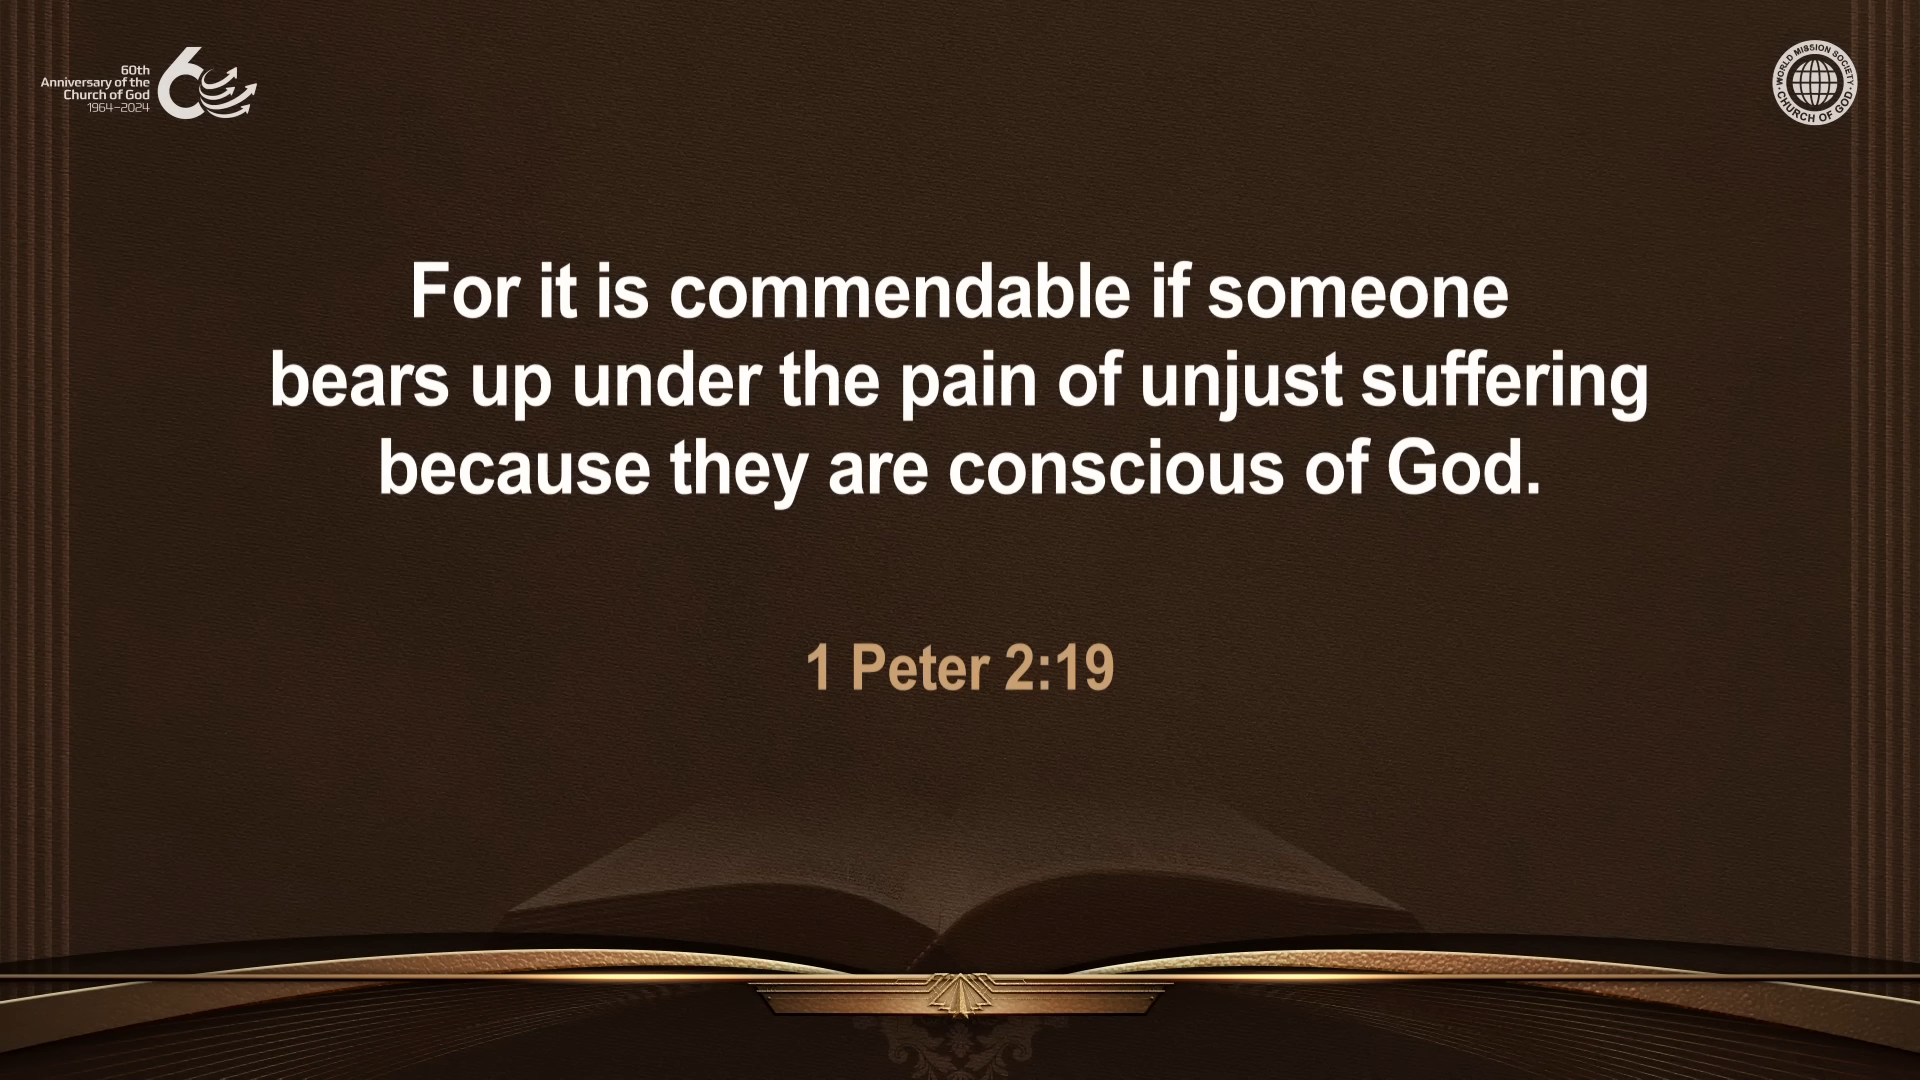 60th
Anniversary of the
Church of God
1964–2024
WORLD MISSION SOCIETY
CHURCH OF GOD
For it is commendable if someone
bears up under the pain of unjust suffering
because they are conscious of God.
1 Peter 2:19